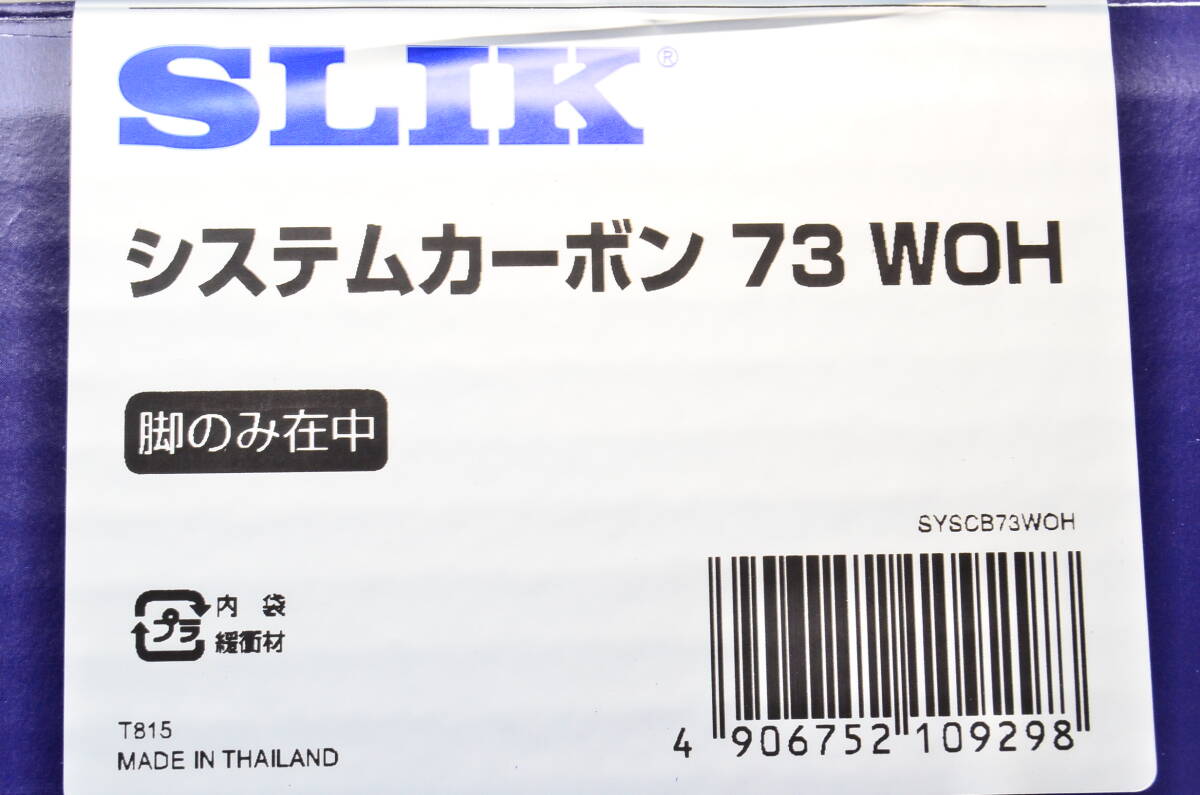 SLIK®
システムカーボン 73 WOH
脚のみ在中
SYSCB73WOH
プラ
内 袋
緩衝材
T815
MADE IN THAILAND
4 906752 109298